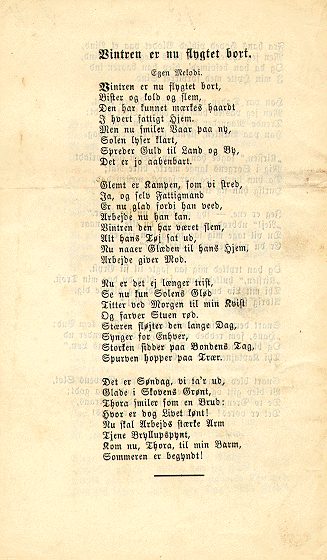 Vintren er nu flygtet bort.
Egen Melodi.
Vintren er nu flygtet bort,
Bister og kold og slem,
Den har kunnet mærkes haardt
I hvert fattigt Hjem.
Men nu smiler Vaar paa ny,
Solen lyser klart,
Spreder Guld til Land og By,
Det er jo aabenbart.
Glemt er Kampen, som vi stred,
Ja, og selv Fattigmand
Er nu glad fordi han veed,
Arbejde nu han kan.
Vintren den har været slem,
Alt hans Tøj sat ud,
Nu naaer Glæden til hans Hjem,
Arbejde giver Mod.
Nu er det ej længer trist,
Se nu kun Solens Glød
Titter ved Morgen til min Kvist
Og farver Stuen rød.
Stæren fløjter den lange Dag,
Synger for Enhver,
Storken sidder paa Bondens Tag,
Spurven hopper paa Træer.
Det er Søndag, vi ta'r ud,
Glade i Skovens Grønt,
Thora smiler som en Brud:
Hvor er dog Livet kønt!
Nu skal Arbejds stærke Arm
Tjene Bryllupspynt,
Kom nu, Thora, til min Barm,
Sommeren er begyndt!